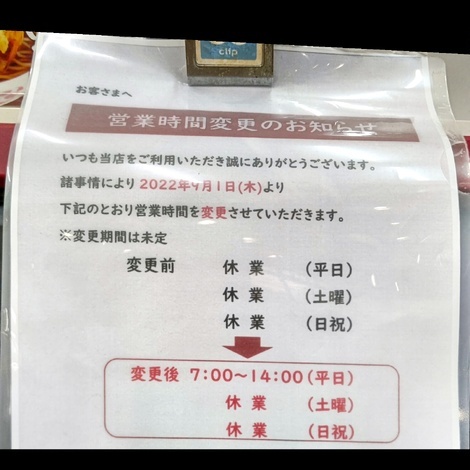 clip
お客さまへ
営業時間変更のお知らせ
いつも当店をご利用いただき誠にありがとうございます。
諸事情により 2022年9月1日(木)より
下記のとおり営業時間を変更させていただきます。
※変更期間は未定
変更前 休業 (平日)
休業 (土曜)
休業 (日祝)
変更後 7:00～14:00(平日)
休業 (土曜)
休業 (日祝)